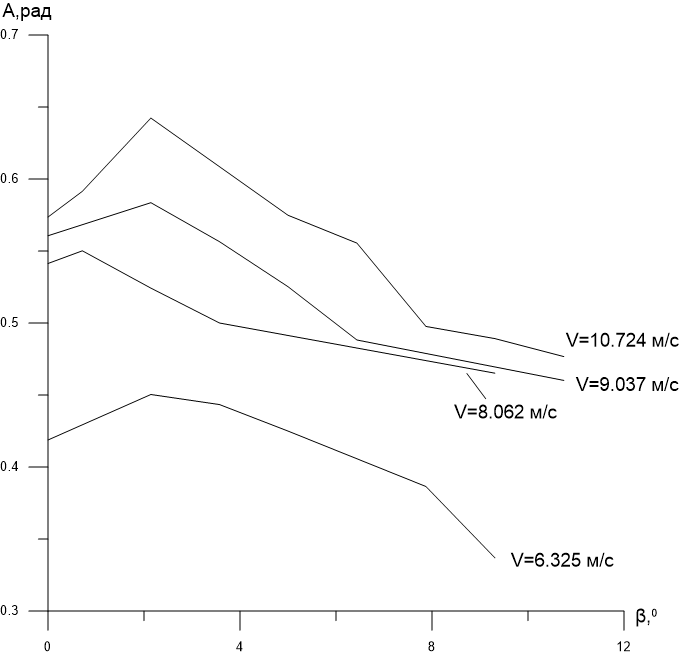 А,рад
0.7
0.6
0.5
0.4
0.3
V=10.724 м/с
V=9.037 м/с
V=8.062 м/с
V=6.325 м/с
β,⁰
0 4 8 12